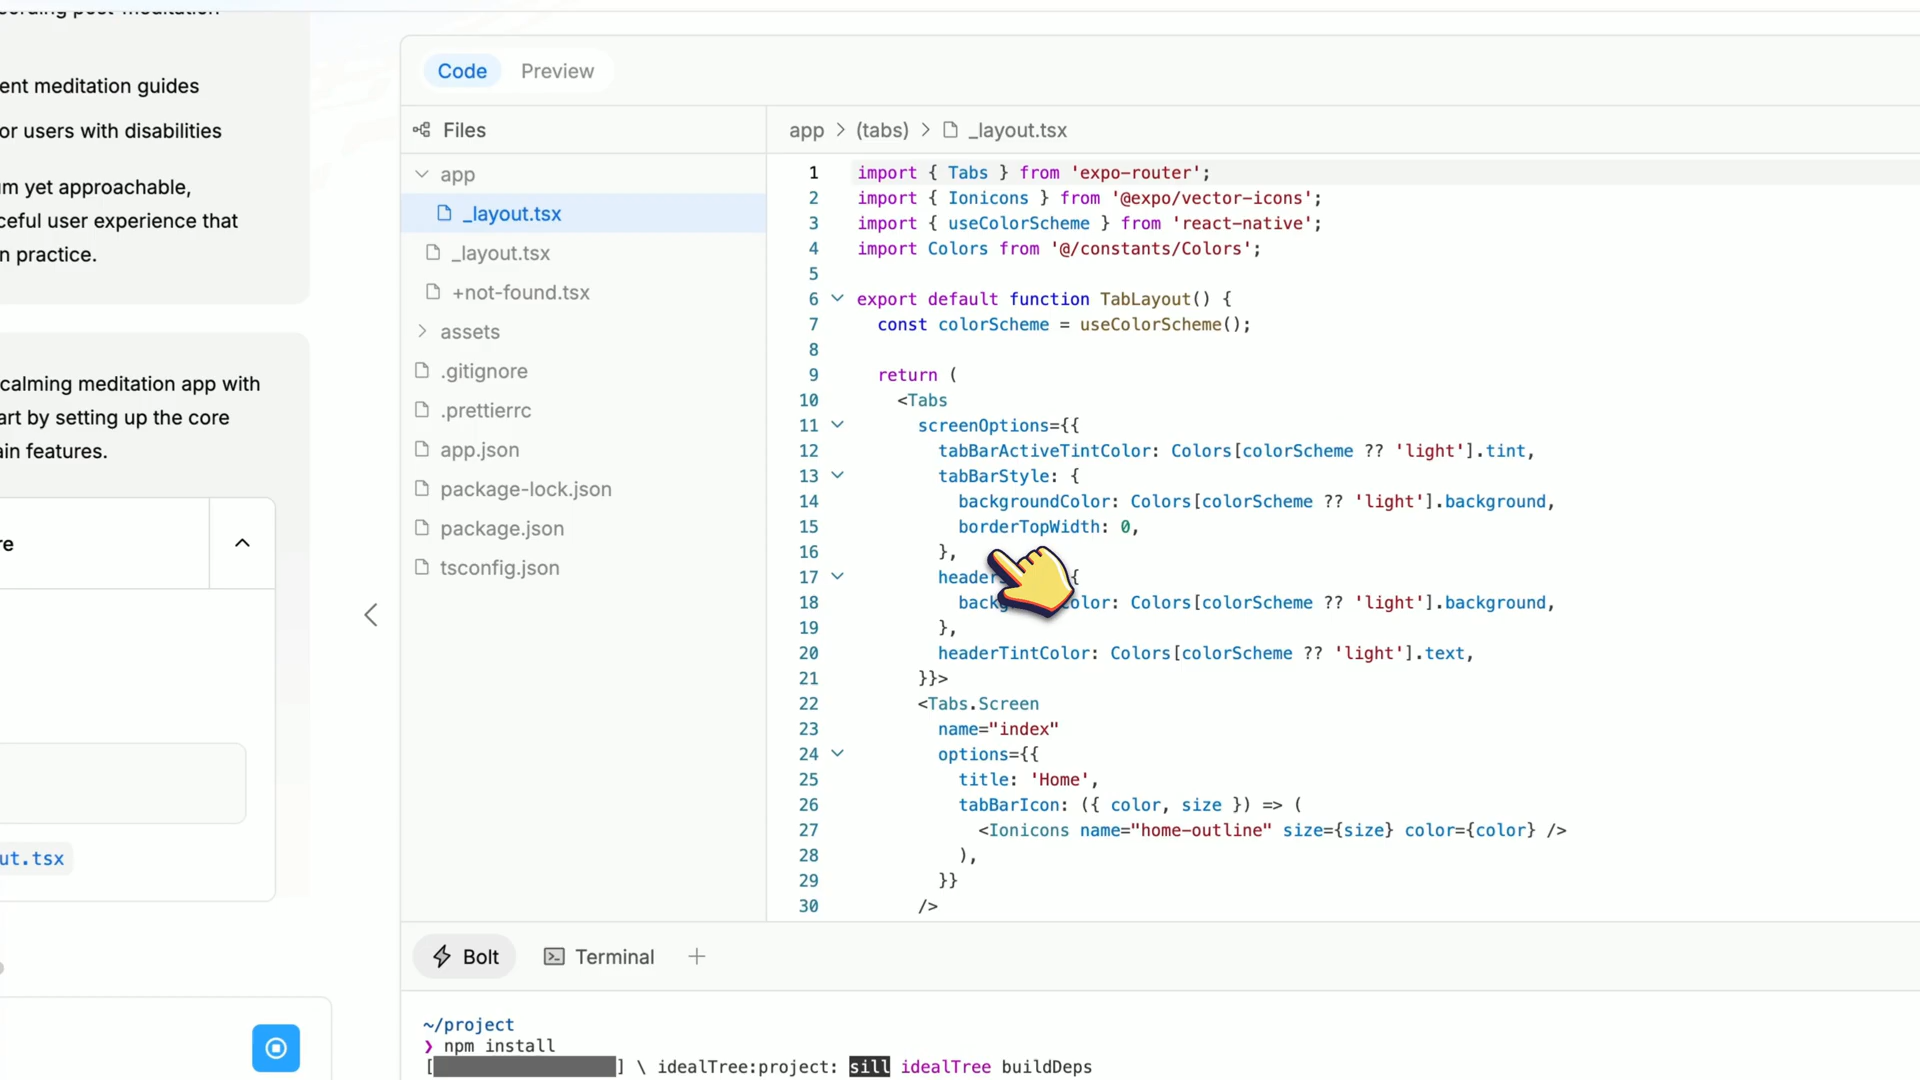 ent meditation guides
or users with disabilities
um yet approachable,
ceful user experience that
n practice.
calming meditation app with
art by setting up the core
ain features.
re
ut.tsx
Code
Preview
Files
app
_layout.tsx
_layout.tsx
+not-found.tsx
assets
.gitignore
.prettierrc
app.json
package-lock.json
package.json
tsconfig.json
app > (tabs) > _layout.tsx
1 import { Tabs } from 'expo-router';
2 import { Ionicons } from '@expo/vector-icons';
3 import { useColorScheme } from 'react-native';
4 import Colors from '@/constants/Colors';
5
6 export default function TabLayout() {
7 const colorScheme = useColorScheme();
8
9 return (
10 <Tabs
11 screenOptions={{
12 tabBarActiveTintColor: Colors[colorScheme ?? 'light'].tint,
13 tabBarStyle: {
14 backgroundColor: Colors[colorScheme ?? 'light'].background,
15 borderTopWidth: 0,
16 },
17 header {
18 backg olor: Colors[colorScheme ?? 'light'].background,
19 },
20 headerTintColor: Colors[colorScheme ?? 'light'].text,
21 }}>
22 <Tabs.Screen
23 name="index"
24 options={{
25 title: 'Home',
26 tabBarIcon: ({ color, size }) => (
27 <Ionicons name="home-outline" size={size} color={color} />
28 ),
29 }}
30 />
Bolt
Terminal
+
~/project
❯ npm install
[ ] \ idealTree:project: sill idealTree buildDeps